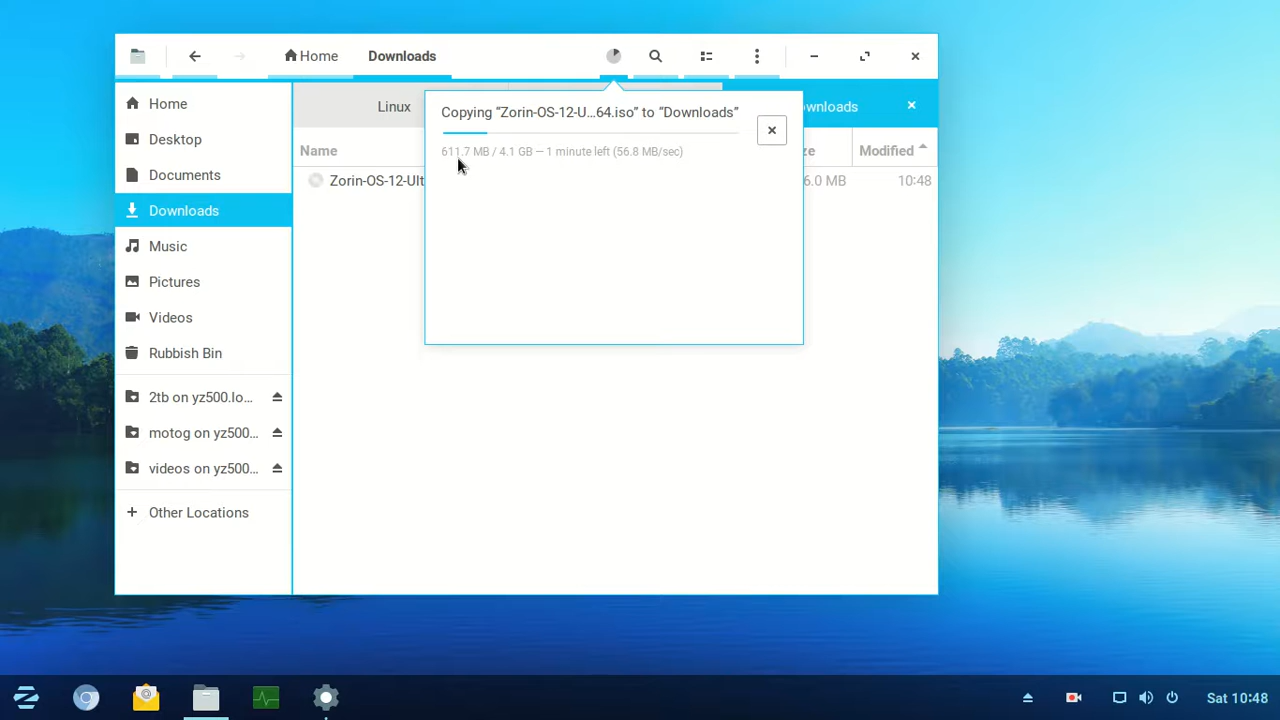 Home
Downloads
Linux
ownloads
Copying “Zorin-OS-12-U...64.iso” to “Downloads”
611.7 MB / 4.1 GB — 1 minute left (56.8 MB/sec)
Name
ze
Modified
Zorin-OS-12-Ult
6.0 MB
10:48
Home
Desktop
Documents
Downloads
Music
Pictures
Videos
Rubbish Bin
2tb on yz500.lo...
motog on yz500...
videos on yz500...
Other Locations
Sat 10:48